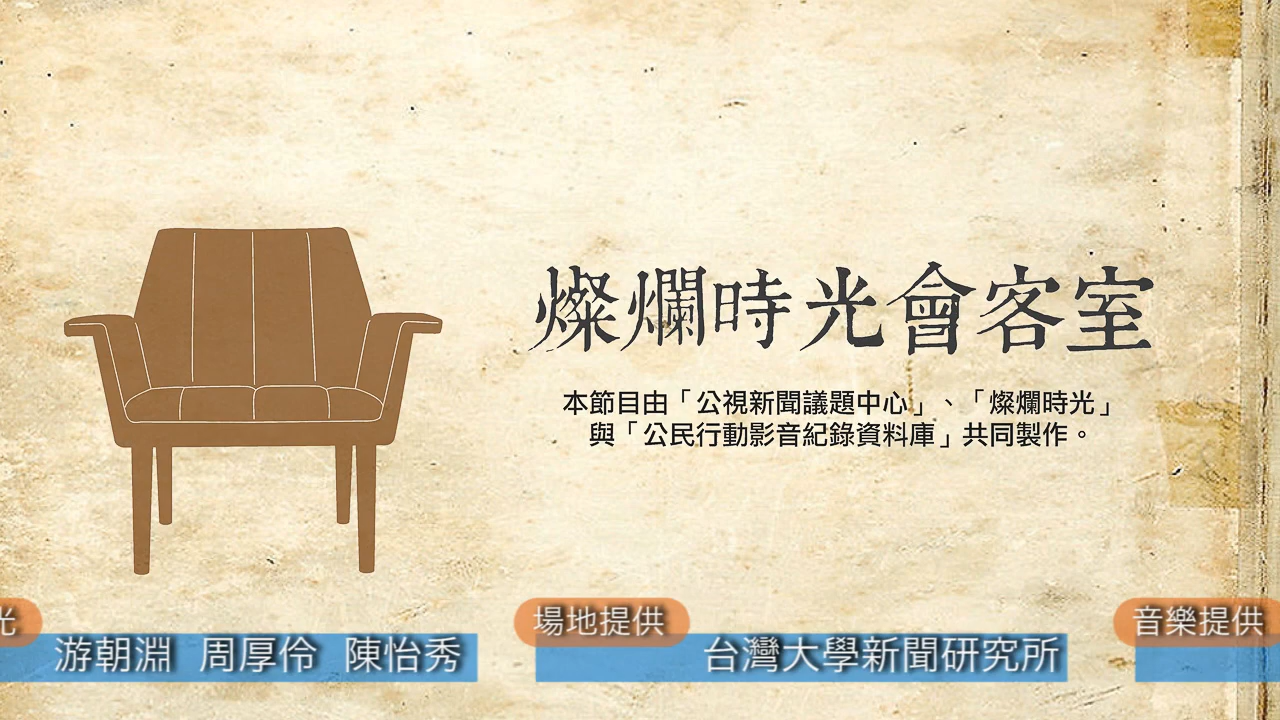 燦爛時光會客室
本節目由「公視新聞議題中心」、「燦爛時光」
與「公民行動影音紀錄資料庫」共同製作。
光
場地提供
音樂提供
游朝淵 周厚伶 陳怡秀
台灣大學新聞研究所